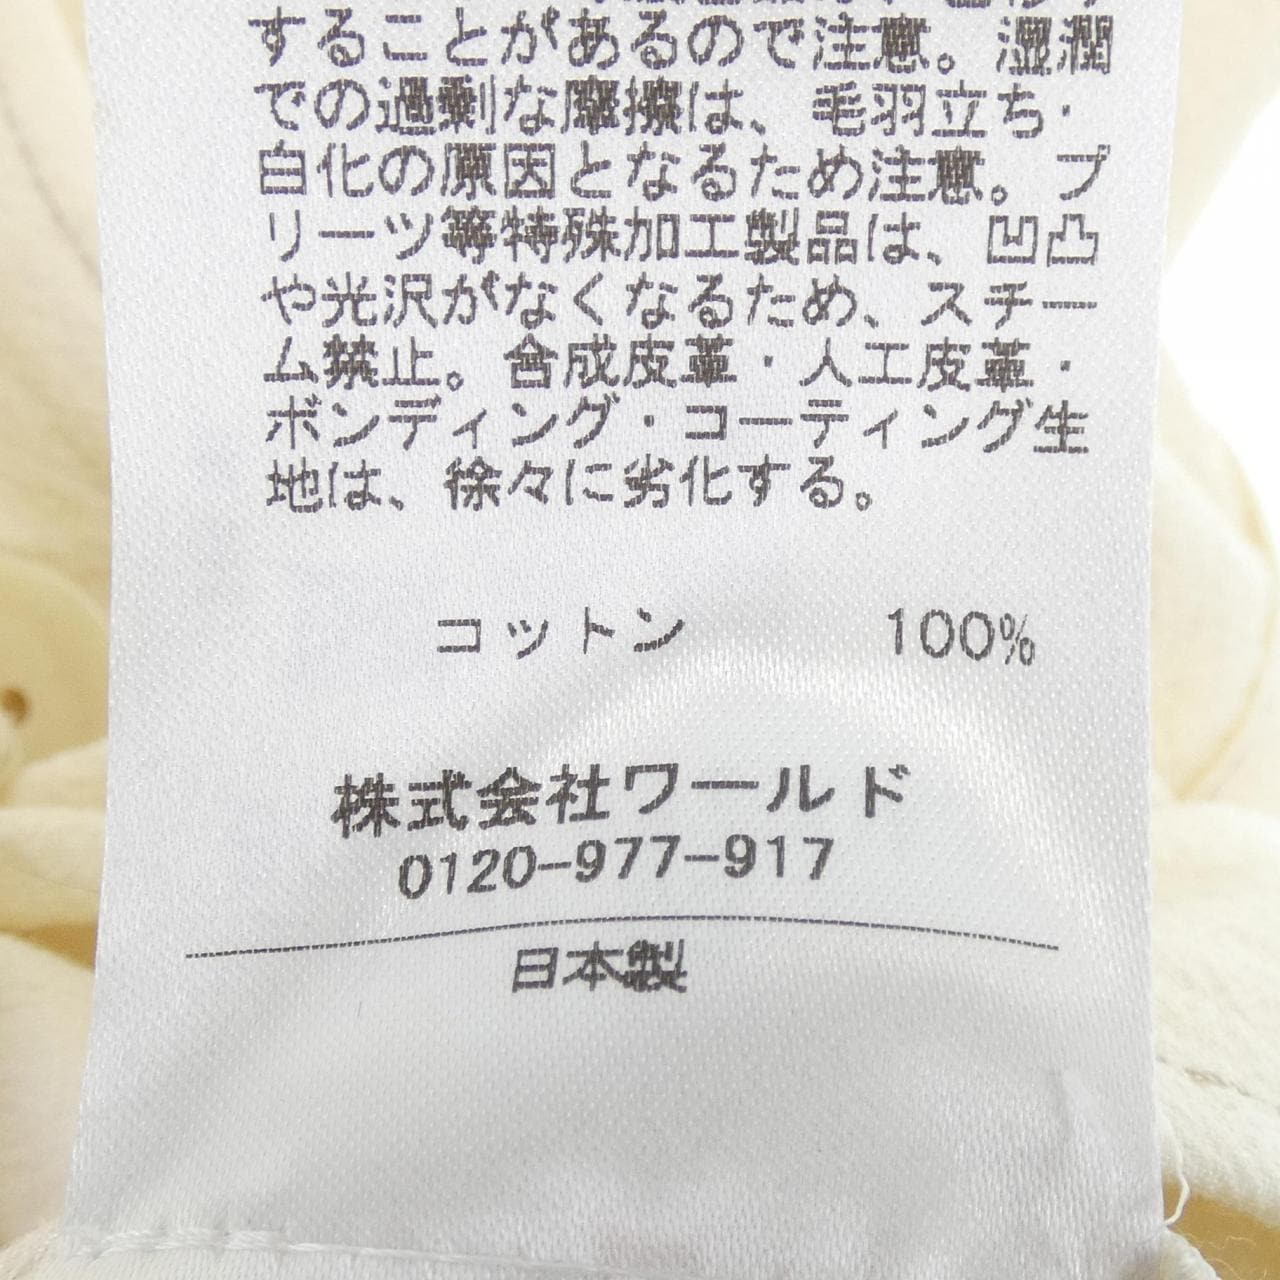 することがあるので注意。湿潤
での過剰な摩擦は、毛羽立ち・
白化の原因となるため注意。プ
リーツ等特殊加工製品は、凹凸
や光沢がなくなるため、スチー
ム禁止。合成皮革・人工皮革・
ボンディング・コーティング生
地は、徐々に劣化する。
コットン 100%
株式会社ワールド
0120-977-917
日本製